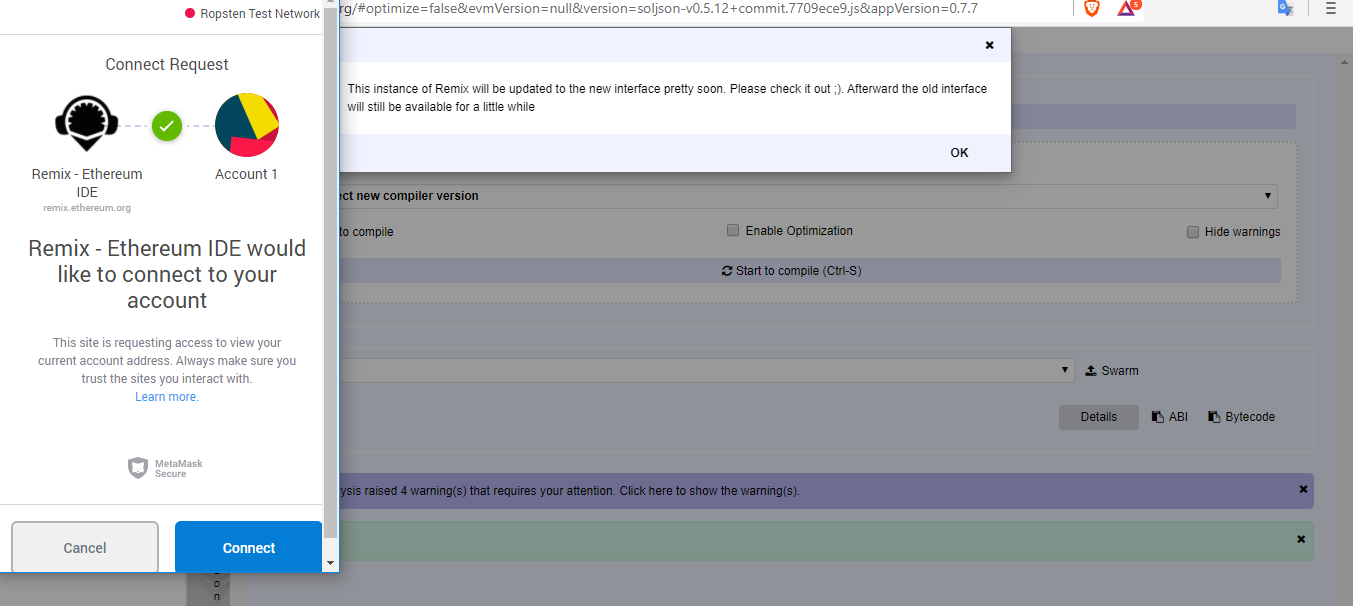 Ropsten Test Network
rg/#optimize=false&evmVersion=null&version=soljson-v0.5.12+commit.7709ece9.js&appVersion=0.7.7
5
Connect Request
Remix - Ethereum
IDE
remix.ethereum.org
Account 1
Remix - Ethereum IDE would
like to connect to your
account
This site is requesting access to view your
current account address. Always make sure you
trust the sites you interact with.
Learn more.
MetaMask
Secure
Cancel
Connect
This instance of Remix will be updated to the new interface pretty soon. Please check it out ;). Afterward the old interface
will still be available for a little while
OK
ect new compiler version
to compile
Enable Optimization
Hide warnings
Start to compile (Ctrl-S)
Swarm
Details
ABI
Bytecode
ysis raised 4 warning(s) that requires your attention. Click here to show the warning(s).
o
n